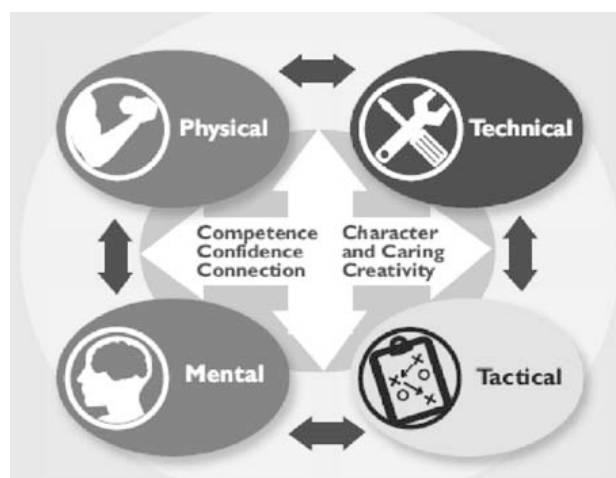 Physical
Technical
Competence
Confidence
Connection
Character
and Caring
Creativity
Mental
Tactical